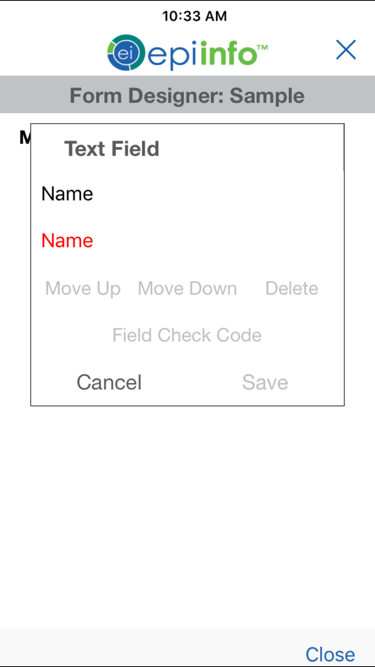 10:33 AM
ei epiinfo™
Form Designer: Sample
M
Text Field
Name
Name
Move Up Move Down Delete
Field Check Code
Cancel Save
Close